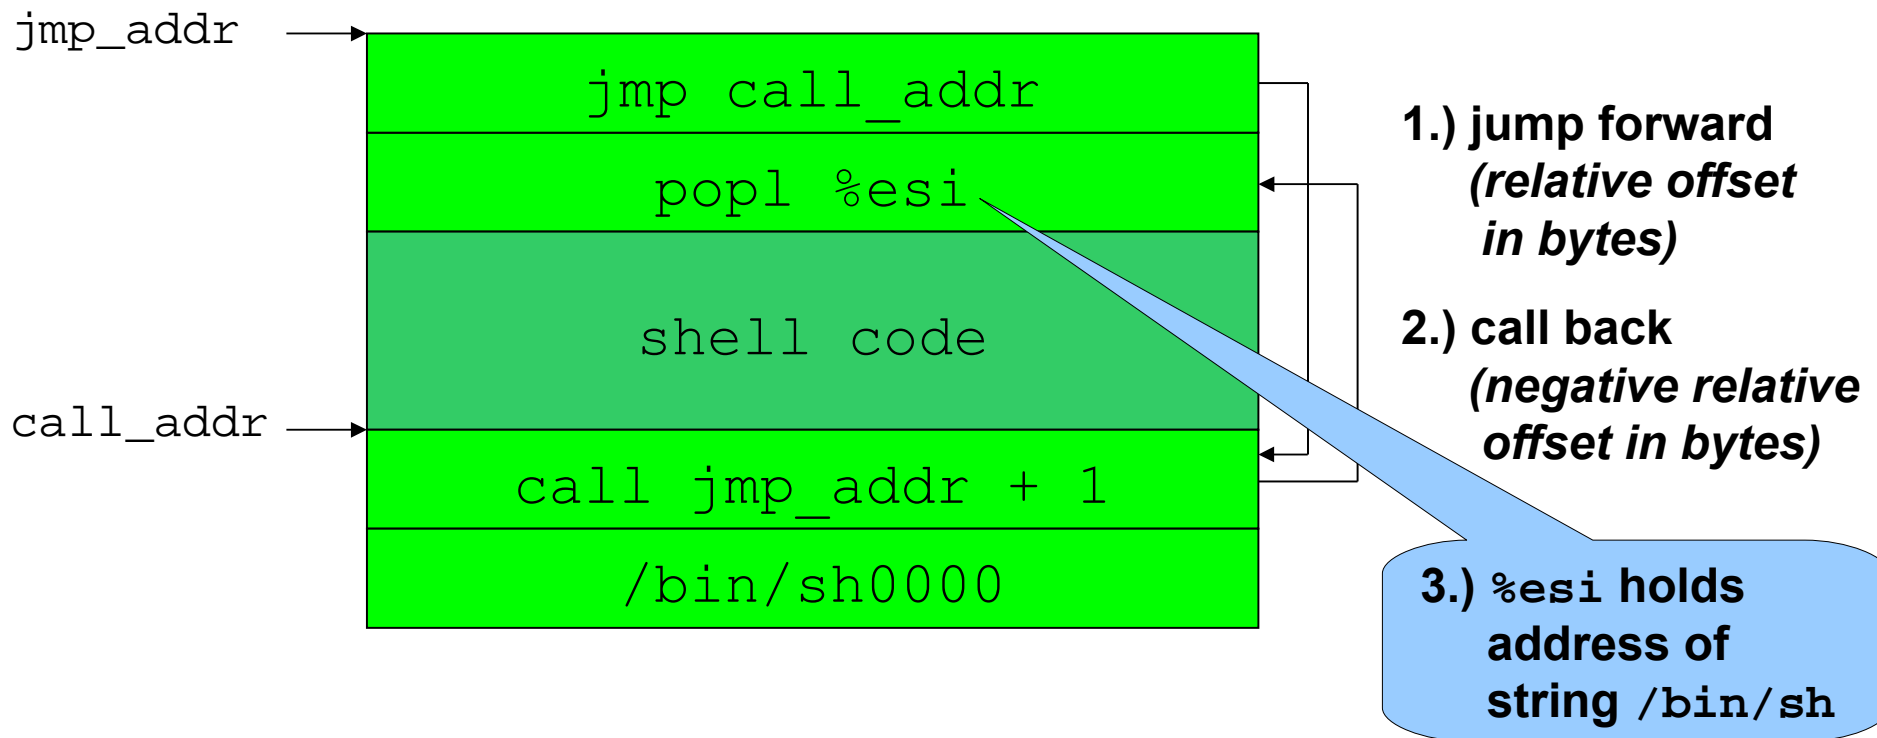 jmp_addr
jmp call_addr
popl %esi
shell code
call_addr
call jmp_addr + 1
/bin/sh0000
1.) jump forward
(relative offset
in bytes)
2.) call back
(negative relative
offset in bytes)
3.) %esi holds
address of
string /bin/sh